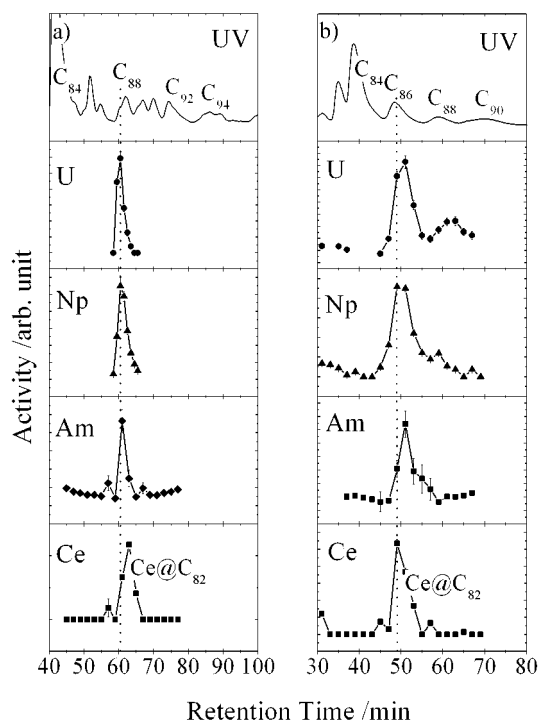 a) UV
C84 C88 C92 C94
U
Np
Am
Ce
Ce@C82
40 50 60 70 80 90 100
b) UV
C84 C86 C88 C90
U
Np
Am
Ce
Ce@C82
30 40 50 60 70 80
Activity /arb. unit
Retention Time /min